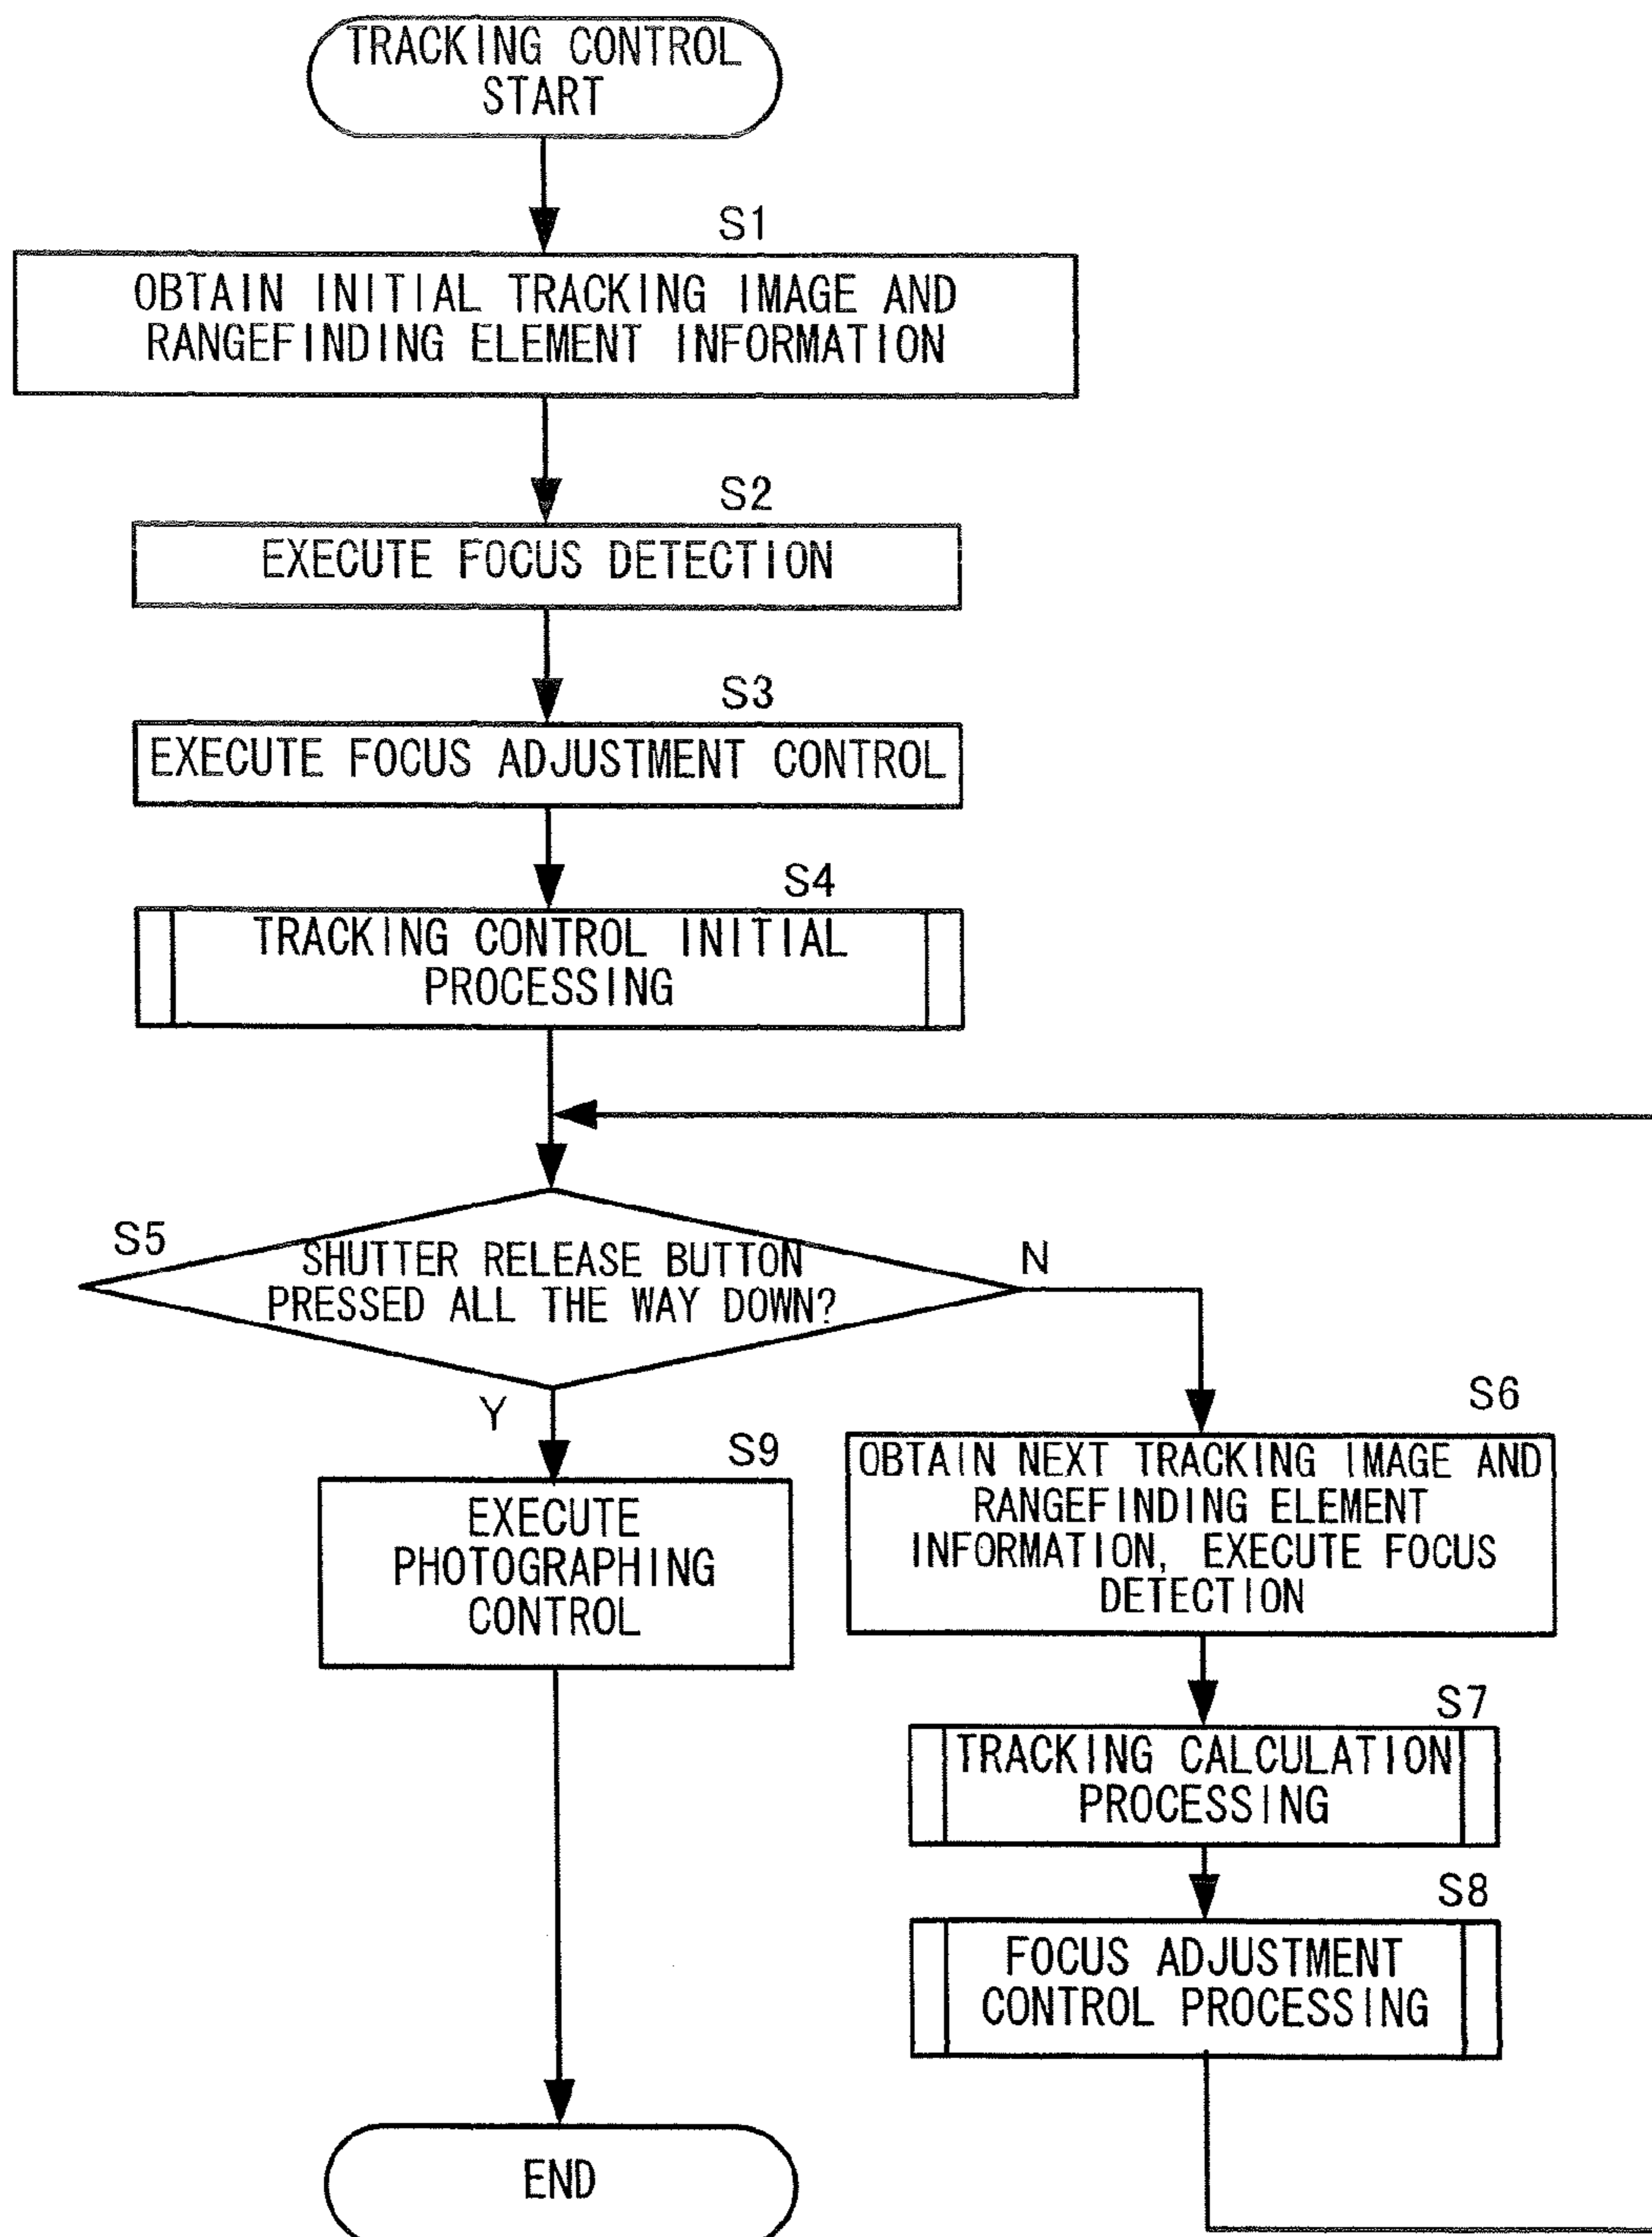 TRACKING CONTROL
START
S1
OBTAIN INITIAL TRACKING IMAGE AND
RANGEFINDING ELEMENT INFORMATION
S2
EXECUTE FOCUS DETECTION
S3
EXECUTE FOCUS ADJUSTMENT CONTROL
S4
TRACKING CONTROL INITIAL
PROCESSING
S5
SHUTTER RELEASE BUTTON
PRESSED ALL THE WAY DOWN?
N
Y
S6
OBTAIN NEXT TRACKING IMAGE AND
RANGEFINDING ELEMENT
INFORMATION, EXECUTE FOCUS
DETECTION
S9
EXECUTE
PHOTOGRAPHING
CONTROL
S7
TRACKING CALCULATION
PROCESSING
S8
FOCUS ADJUSTMENT
CONTROL PROCESSING
END